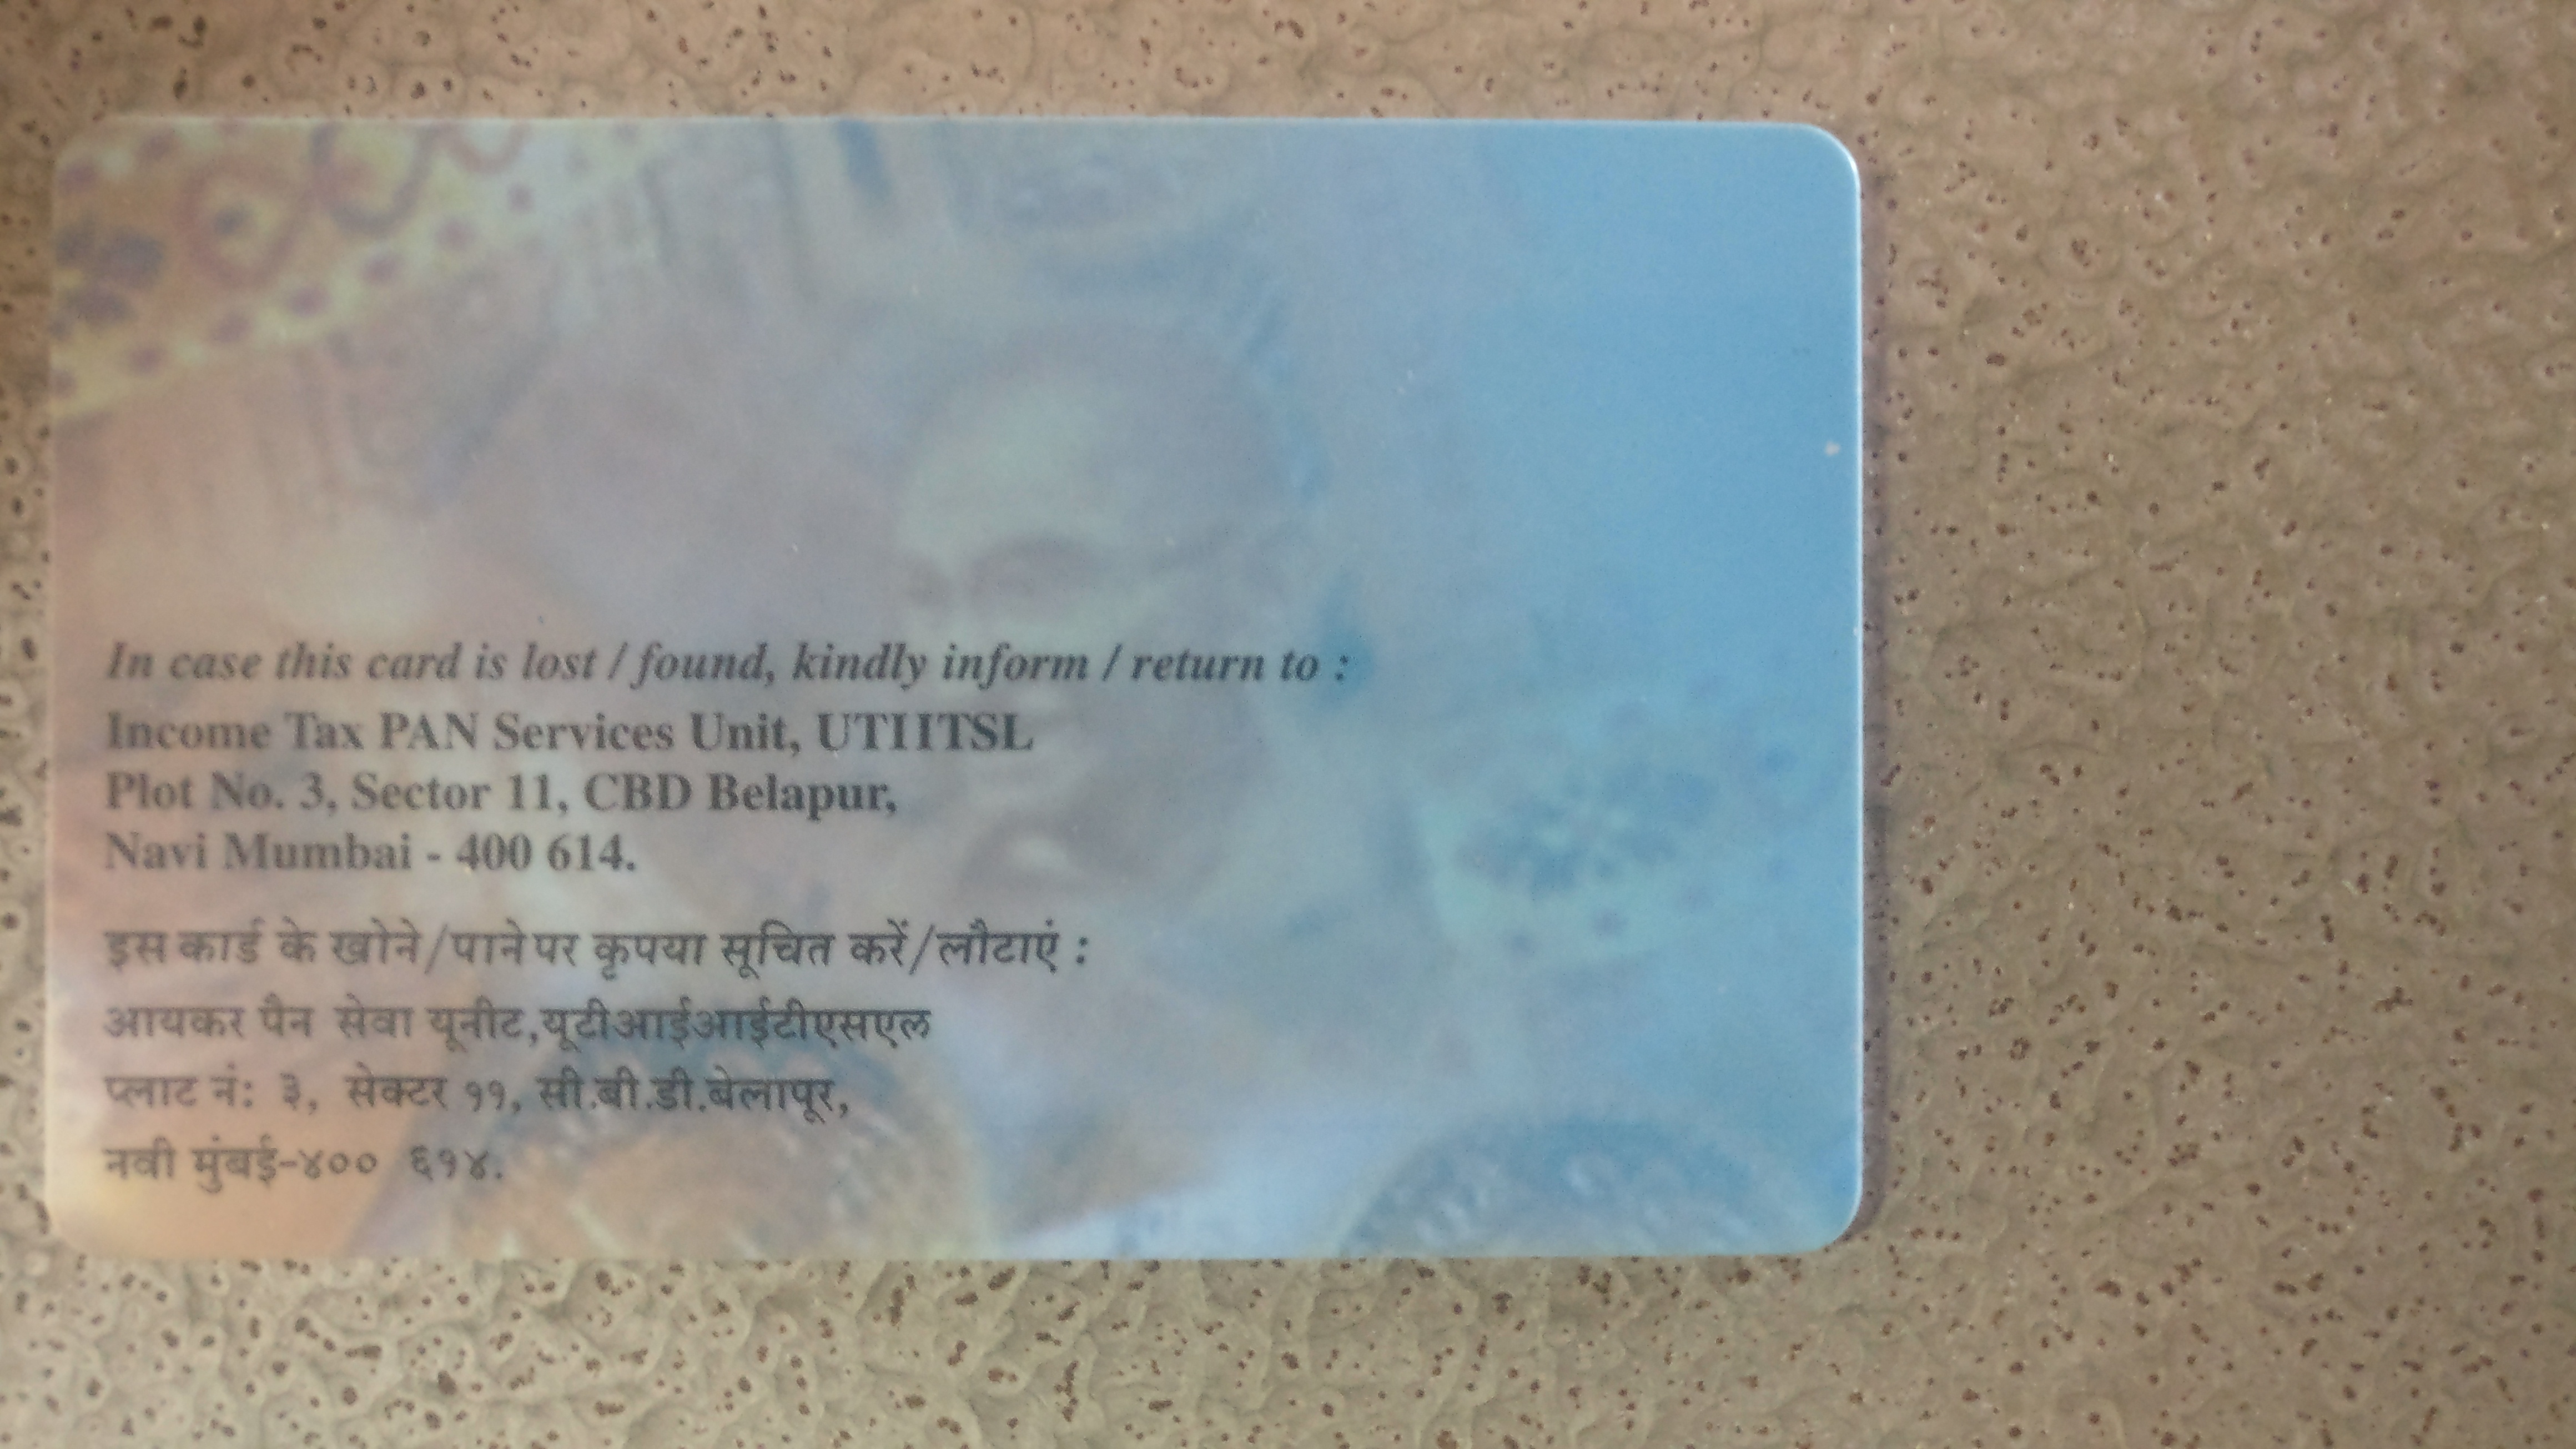 In case this card is lost / found, kindly inform / return to :
Income Tax PAN Services Unit, UTIITSL
Plot No. 3, Sector 11, CBD Belapur,
Navi Mumbai - 400 614.
इस कार्ड के खोने/पाने पर कृपया सूचित करें/लौटाएं :
आयकर पैन सेवा यूनीट,यूटीआईआईटीएसएल
प्लाट नं: ३, सेक्टर ११, सी.बी.डी.बेलापूर,
नवी मुंबई-४०० ६१४.